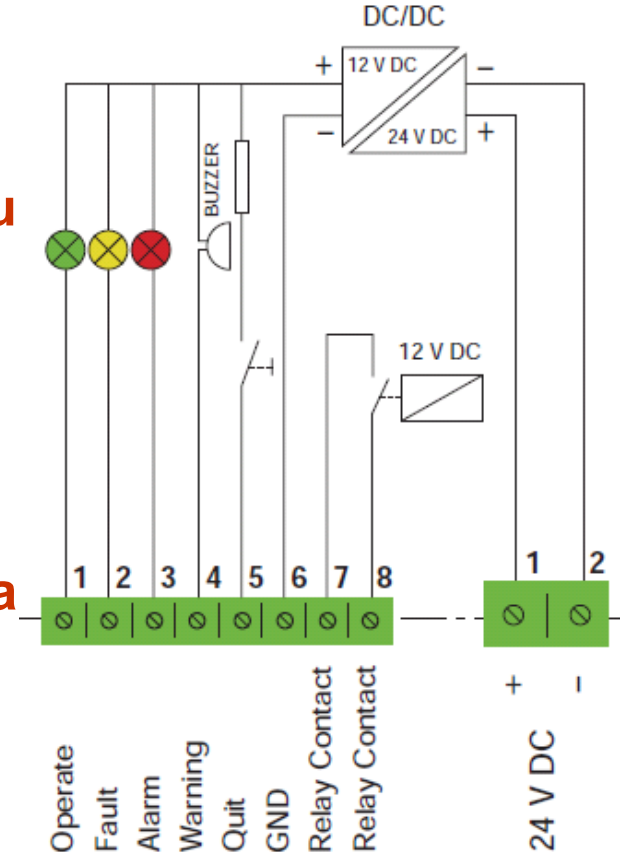 DC/DC
+ 12 V DC −
− 24 V DC +
BUZZER
u
12 V DC
a
1 2 3 4 5 6 7 8
1 2
+ −
Operate
Fault
Alarm
Warning
Quit
GND
Relay Contact
Relay Contact
24 V DC